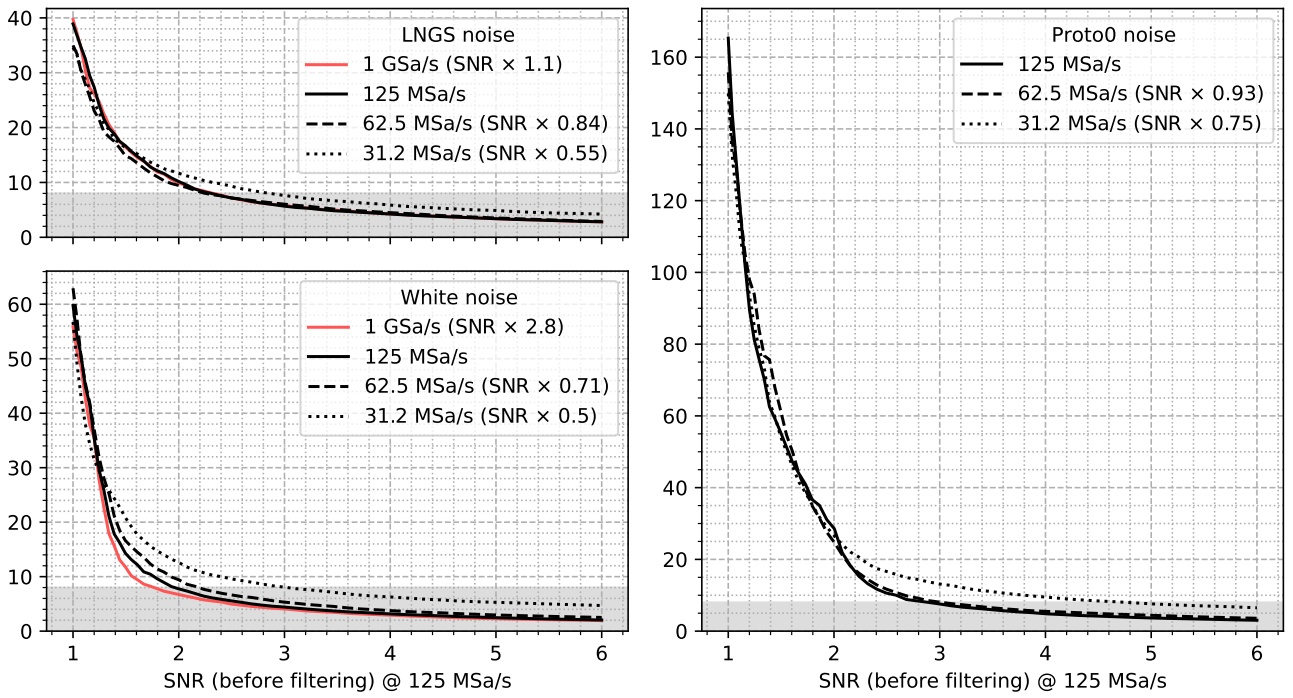 40
30
20
10
0
LNGS noise
1 GSa/s (SNR × 1.1)
125 MSa/s
62.5 MSa/s (SNR × 0.84)
31.2 MSa/s (SNR × 0.55)
60
50
40
30
20
10
0
White noise
1 GSa/s (SNR × 2.8)
125 MSa/s
62.5 MSa/s (SNR × 0.71)
31.2 MSa/s (SNR × 0.5)
1 2 3 4 5 6
SNR (before filtering) @ 125 MSa/s
160
140
120
100
80
60
40
20
0
Proto0 noise
125 MSa/s
62.5 MSa/s (SNR × 0.93)
31.2 MSa/s (SNR × 0.75)
1 2 3 4 5 6
SNR (before filtering) @ 125 MSa/s